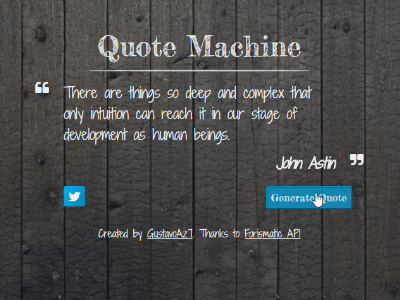 Quote Machine
“ There are things so deep and complex that
only intuition can reach it in our stage of
development as human beings.
John Astin ”
Generate Quote
Created by GustavoAz7. Thanks to Forismatic API